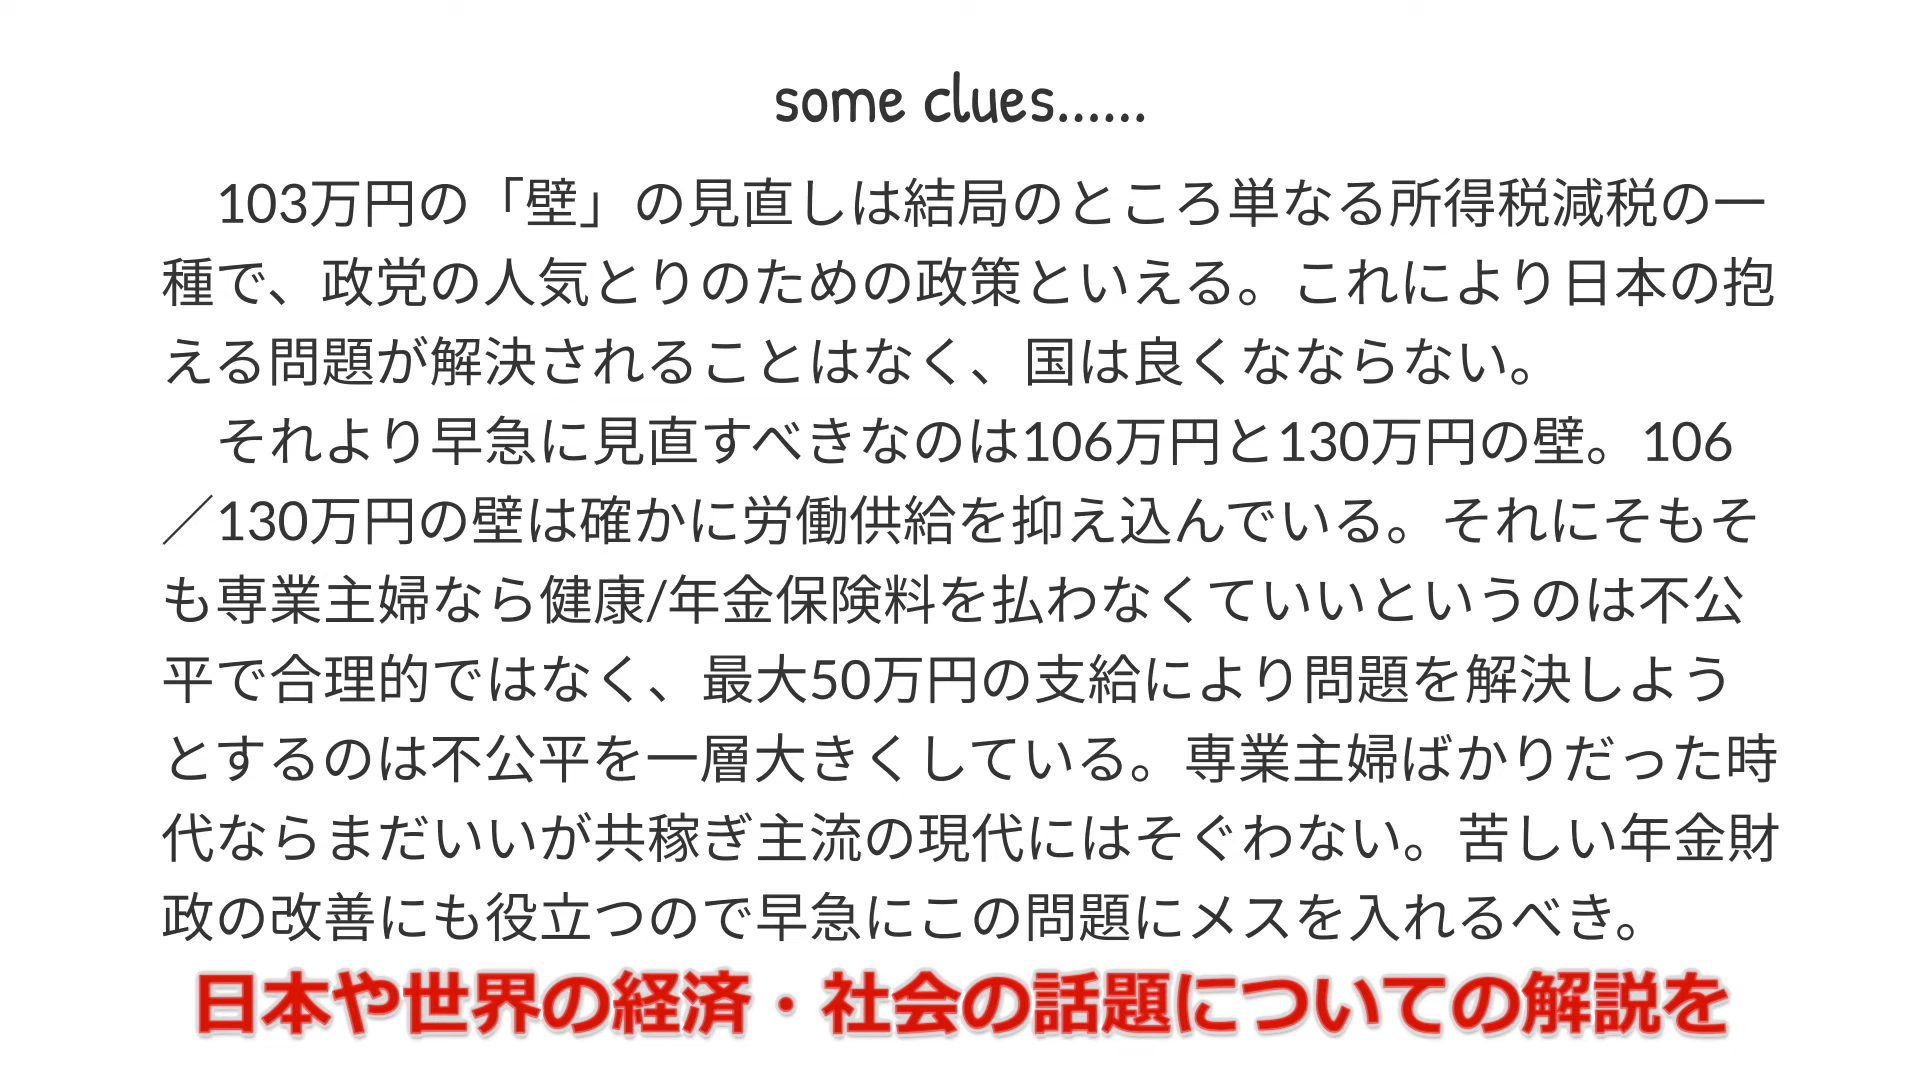 some clues......
　103万円の「壁」の見直しは結局のところ単なる所得税減税の一
種で、政党の人気とりのための政策といえる。これにより日本の抱
える問題が解決されることはなく、国は良くなならない。
　それより早急に見直すべきなのは106万円と130万円の壁。106
／130万円の壁は確かに労働供給を抑え込んでいる。それにそもそ
も専業主婦なら健康/年金保険料を払わなくていいというのは不公
平で合理的ではなく、最大50万円の支給により問題を解決しよう
とするのは不公平を一層大きくしている。専業主婦ばかりだった時
代ならまだいいが共稼ぎ主流の現代にはそぐわない。苦しい年金財
政の改善にも役立つので早急にこの問題にメスを入れるべき。
日本や世界の経済・社会の話題についての解説を